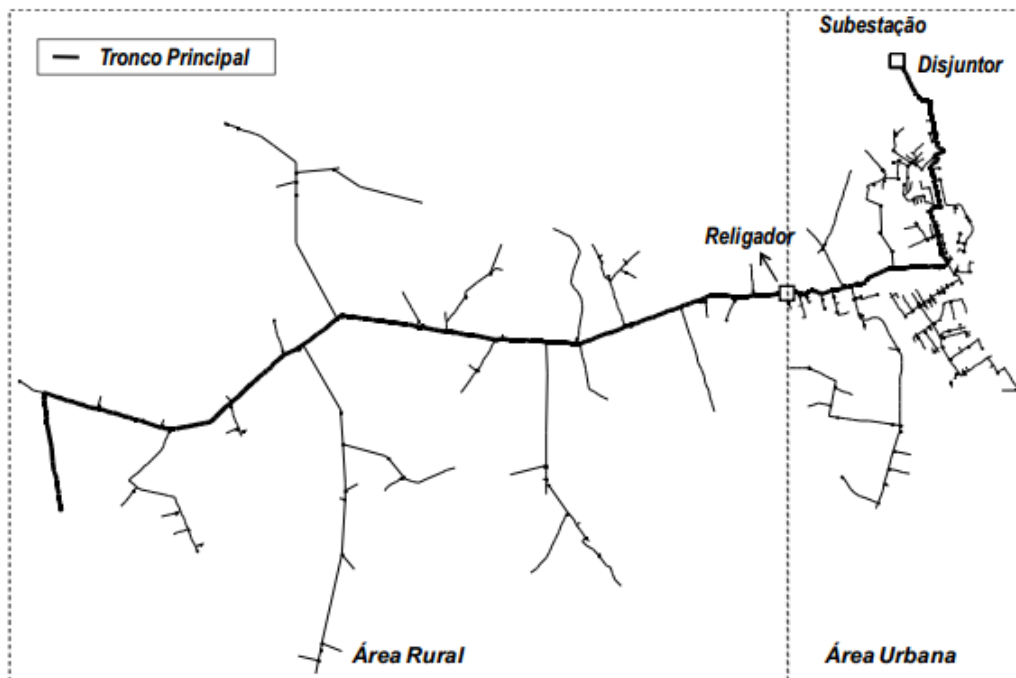 Tronco Principal
Subestação
Disjuntor
Religador
Área Rural
Área Urbana